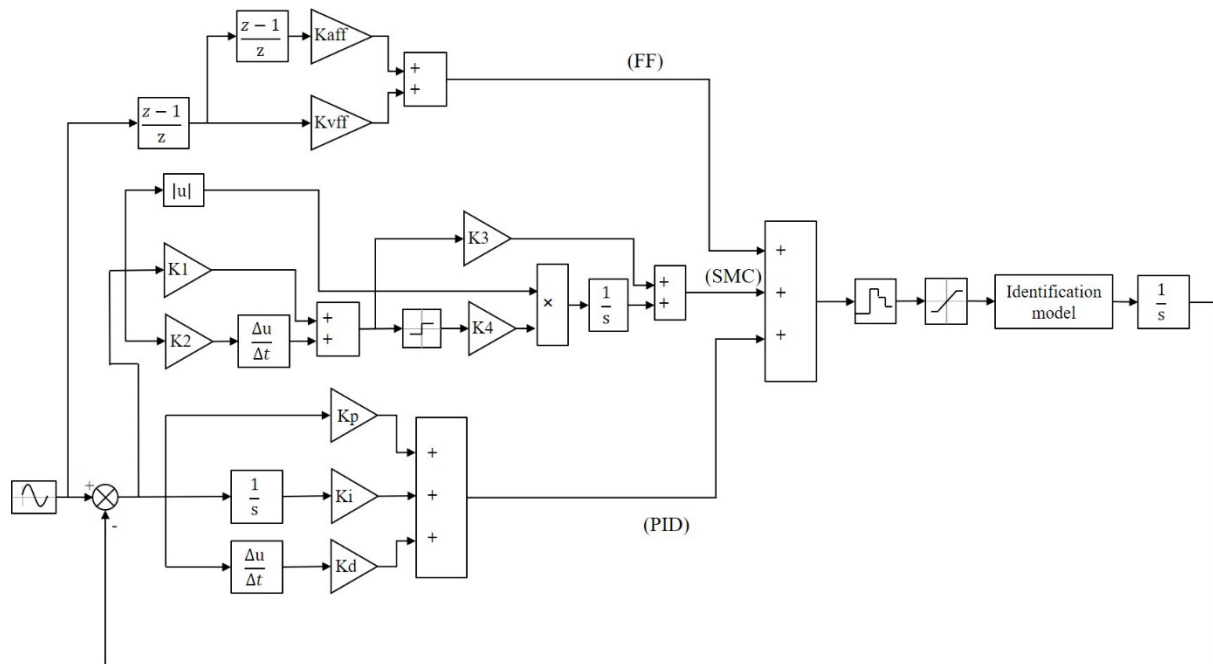 z − 1
z
Kaff
+
+
(FF)
z − 1
z
Kvff
|u|
K1
K2
Δu
Δt
+
+
K3
K4
×
1
s
+
+
(SMC)
+
+
+
Identification
model
1
s
Kp
1
s
Ki
Δu
Δt
Kd
+
+
+
(PID)
+
-